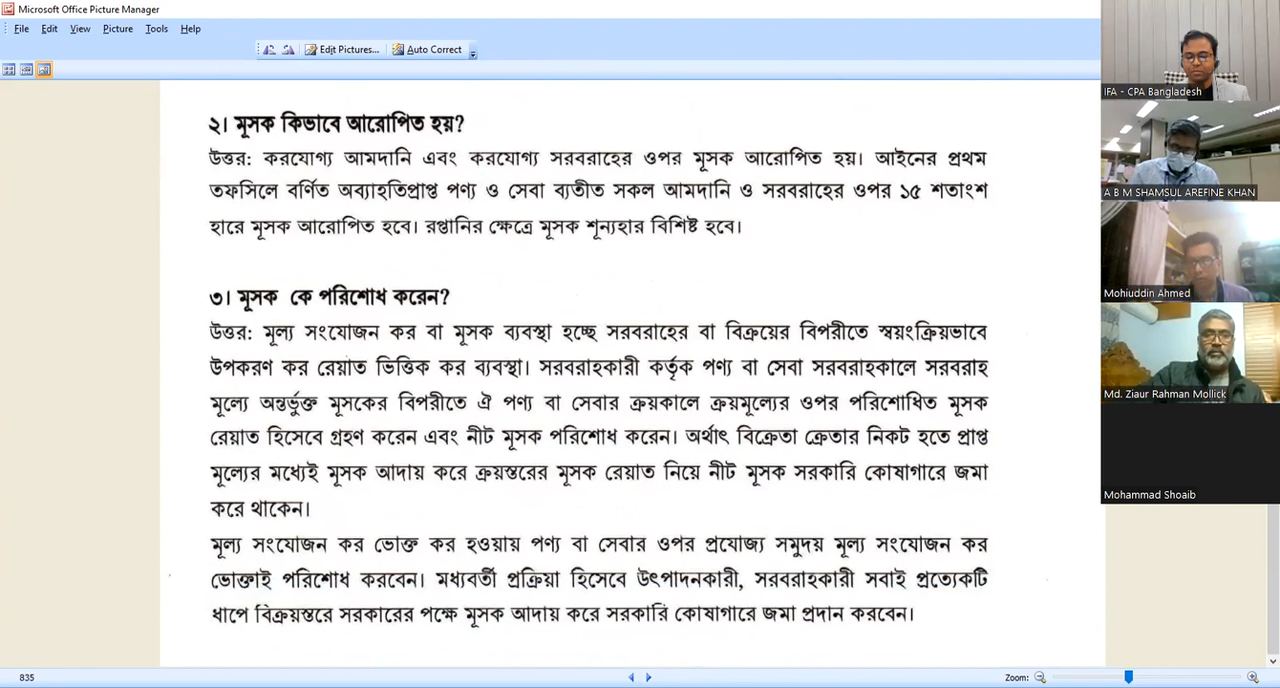 Microsoft Office Picture Manager
File Edit View Picture Tools Help
Edit Pictures... Auto Correct
২। মূসক কিভাবে আরোপিত হয়?
উত্তর: করযোগ্য আমদানি এবং করযোগ্য সরবরাহের ওপর মূসক আরোপিত হয়। আইনের প্রথম
তফসিলে বর্ণিত অব্যাহতিপ্রাপ্ত পণ্য ও সেবা ব্যতীত সকল আমদানি ও সরবরাহের ওপর ১৫ শতাংশ
হারে মূসক আরোপিত হবে। রপ্তানির ক্ষেত্রে মূসক শূন্যহার বিশিষ্ট হবে।
৩। মূসক কে পরিশোধ করেন?
উত্তর: মূল্য সংযোজন কর বা মূসক ব্যবস্থা হচ্ছে সরবরাহের বা বিক্রয়ের বিপরীতে স্বয়ংক্রিয়ভাবে
উপকরণ কর রেয়াত ভিত্তিক কর ব্যবস্থা। সরবরাহকারী কর্তৃক পণ্য বা সেবা সরবরাহকালে সরবরাহ
মূল্যে অন্তর্ভুক্ত মূসকের বিপরীতে ঐ পণ্য বা সেবার ক্রয়কালে ক্রয়মূল্যের ওপর পরিশোধিত মূসক
রেয়াত হিসেবে গ্রহণ করেন এবং নীট মূসক পরিশোধ করেন। অর্থাৎ বিক্রেতা ক্রেতার নিকট হতে প্রাপ্ত
মূল্যের মধ্যেই মূসক আদায় করে ক্রয়স্তরের মূসক রেয়াত নিয়ে নীট মূসক সরকারি কোষাগারে জমা
করে থাকেন।
মূল্য সংযোজন কর ভোক্ত কর হওয়ায় পণ্য বা সেবার ওপর প্রযোজ্য সমুদয় মূল্য সংযোজন কর
ভোক্তাই পরিশোধ করবেন। মধ্যবর্তী প্রক্রিয়া হিসেবে উৎপাদনকারী, সরবরাহকারী সবাই প্রত্যেকটি
ধাপে বিক্রয়স্তরে সরকারের পক্ষে মূসক আদায় করে সরকারি কোষাগারে জমা প্রদান করবেন।
835
Zoom:
IFA - CPA Bangladesh
A B M SHAMSUL AREFINE KHAN
Mohiuddin Ahmed
Md. Ziaur Rahman Mollick
Mohammad Shoaib